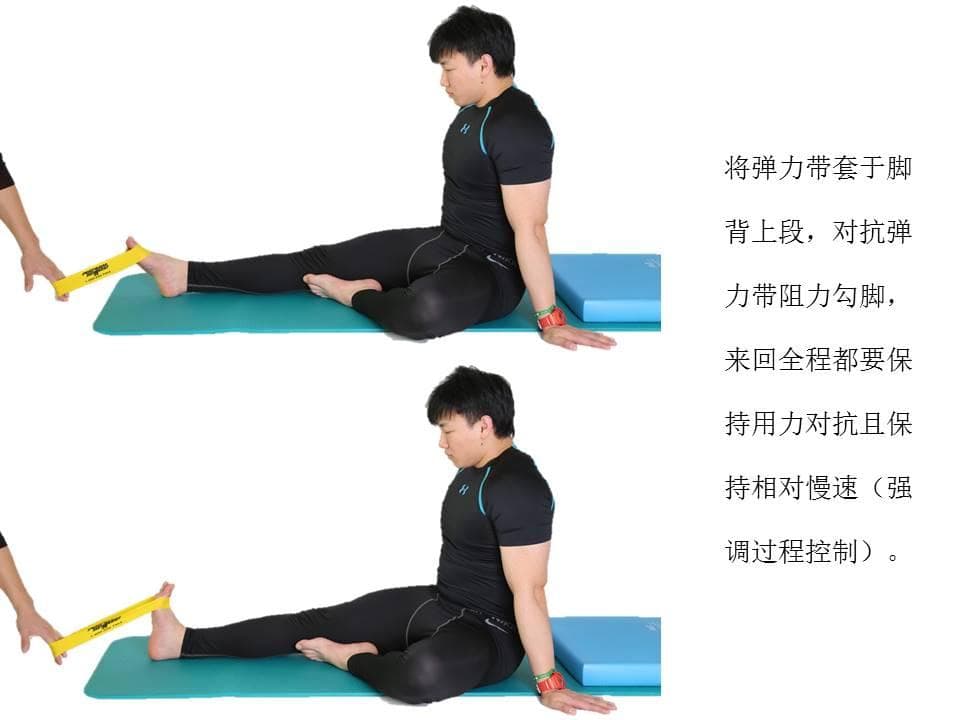 将弹力带套于脚
背上段，对抗弹
力带阻力勾脚，
来回全程都要保
持用力对抗且保
持相对慢速（强
调过程控制）。